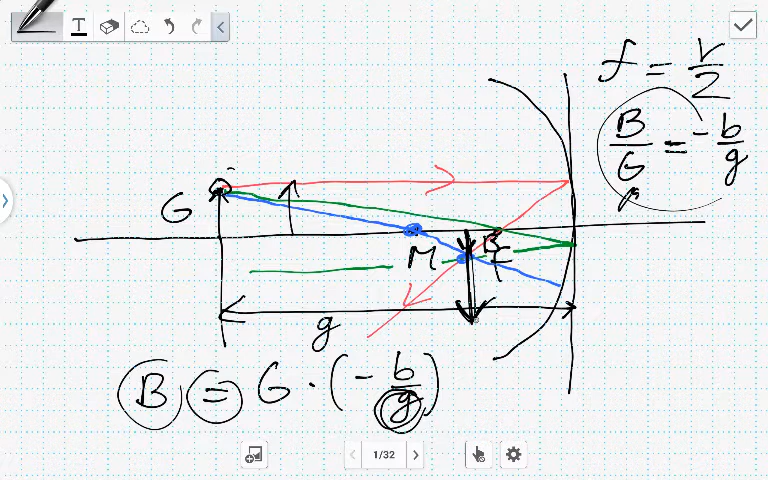 T
f = r/2
B/G = -b/g
G
M
B
F
g
B = G · (- b/g)
1/32